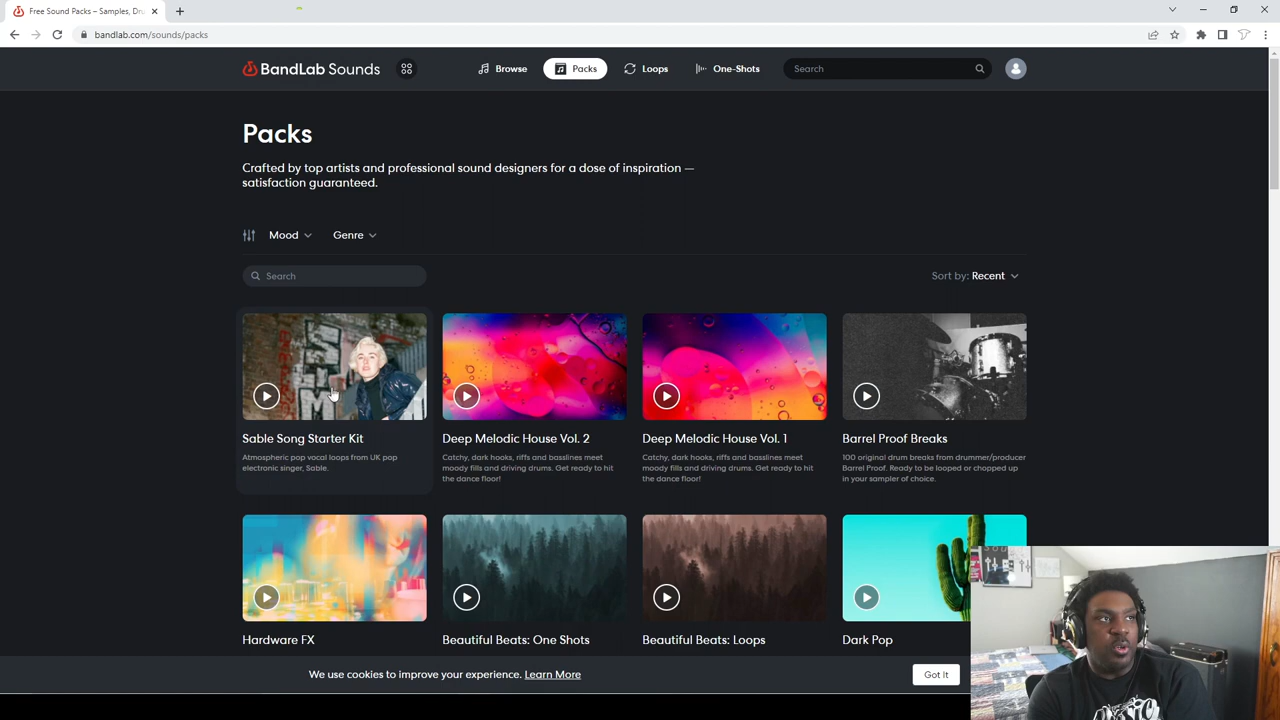 Free Sound Packs – Samples, Dru
bandlab.com/sounds/packs
BandLab Sounds
Browse
Packs
Loops
One-Shots
Search
Packs
Crafted by top artists and professional sound designers for a dose of inspiration —
satisfaction guaranteed.
Mood
Genre
Search
Sort by: Recent
Sable Song Starter Kit
Atmospheric pop vocal loops from UK pop
electronic singer, Sable.
Deep Melodic House Vol. 2
Catchy, dark hooks, riffs and basslines meet
moody fills and driving drums. Get ready to hit
the dance floor!
Deep Melodic House Vol. 1
Catchy, dark hooks, riffs and basslines meet
moody fills and driving drums. Get ready to hit
the dance floor!
Barrel Proof Breaks
100 original drum breaks from drummer/producer
Barrel Proof. Ready to be looped or chopped up
in your sampler of choice.
Hardware FX
Beautiful Beats: One Shots
Beautiful Beats: Loops
Dark Pop
We use cookies to improve your experience. Learn More
Got It